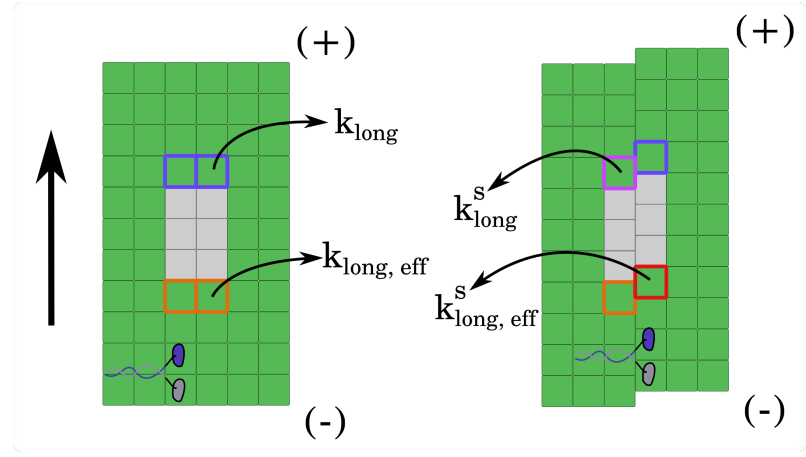 (+)
k_long
k_long, eff
(-)
(+)
k^s_long
k^s_long, eff
(-)